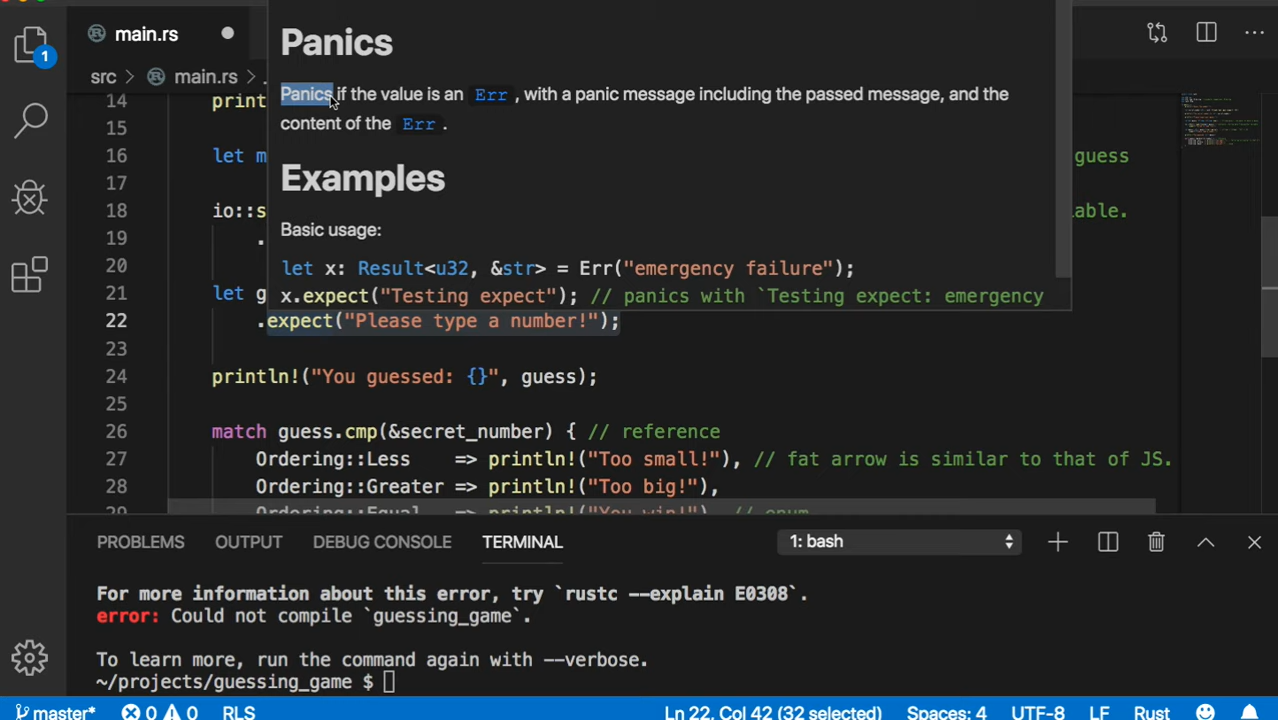 main.rs
Panics
src > main.rs > .
1
Panics if the value is an Err , with a panic message including the passed message, and the
content of the Err .
14 print
15
16 let m guess
17
Examples
18 io::s able.
19 .
Basic usage:
20
let x: Result<u32, &str> = Err("emergency failure");
21 let g
x.expect("Testing expect"); // panics with `Testing expect: emergency
22 .expect("Please type a number!");
23
24 println!("You guessed: {}", guess);
25
26 match guess.cmp(&secret_number) { // reference
27 Ordering::Less => println!("Too small!"), // fat arrow is similar to that of JS.
28 Ordering::Greater => println!("Too big!"),
29 Ordering::Equal => println!("You win!"), // enum
PROBLEMS OUTPUT DEBUG CONSOLE TERMINAL 1: bash
For more information about this error, try `rustc --explain E0308`.
error: Could not compile `guessing_game`.
To learn more, run the command again with --verbose.
~/projects/guessing_game $
master* 0 0 RLS Ln 22, Col 42 (32 selected) Spaces: 4 UTF-8 LF Rust